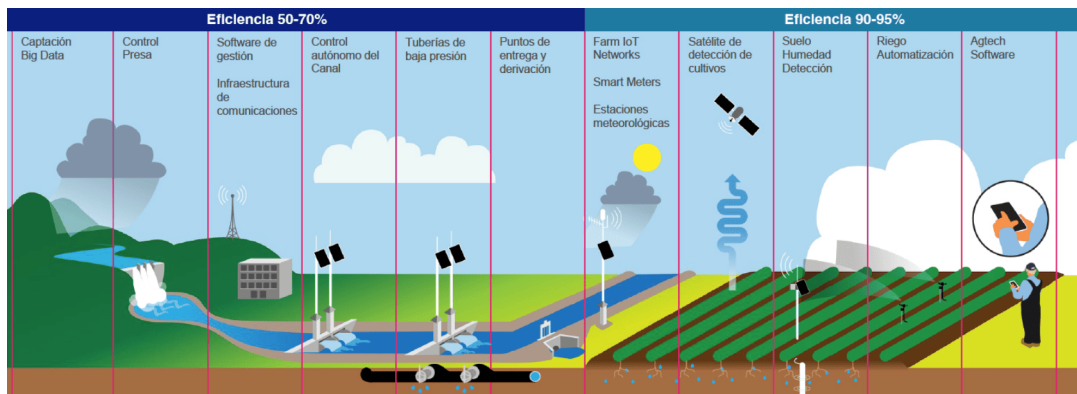 Eficiencia 50-70%
Eficiencia 90-95%
Captación
Big Data
Control
Presa
Software de
gestión
Infraestructura
de
comunicaciones
Control
autónomo del
Canal
Tuberías de
baja presión
Puntos de
entrega y
derivación
Farm IoT
Networks
Smart Meters
Estaciones
meteorológicas
Satélite de
detección de
cultivos
Suelo
Humedad
Detección
Riego
Automatización
Agtech
Software